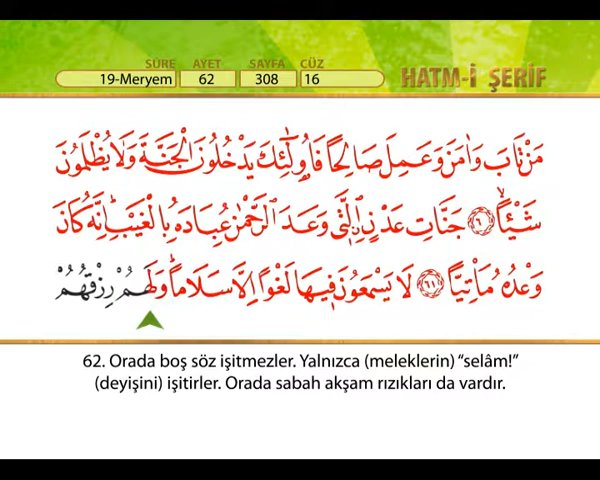 SÛRE AYET SAYFA CÜZ
19-Meryem 62 308 16
HATM-İ ŞERİF
مَنْ تَابَ وَاٰمَنَ وَعَمِلَ صَالِحًا فَاُو۬لٰٓئِكَ يَدْخُلُونَ الْجَنَّةَ وَلَا يُظْلَمُونَ
شَيْـًٔاۙ ﴿٦٠﴾ جَنَّاتِ عَدْنٍۨ الَّت۪ي وَعَدَ الرَّحْمٰنُ عِبَادَهُ بِالْغَيْبِۜ اِنَّهُ كَانَ
وَعْدُهُ مَأْتِيًّا ﴿٦١﴾ لَا يَسْمَعُونَ ف۪يهَا لَغْوًا اِلَّا سَلَامًاۜ وَلَهُمْ رِزْقُهُمْ
62. Orada boş söz işitmezler. Yalnızca (meleklerin) “selâm!”
(deyişini) işitirler. Orada sabah akşam rızıkları da vardır.